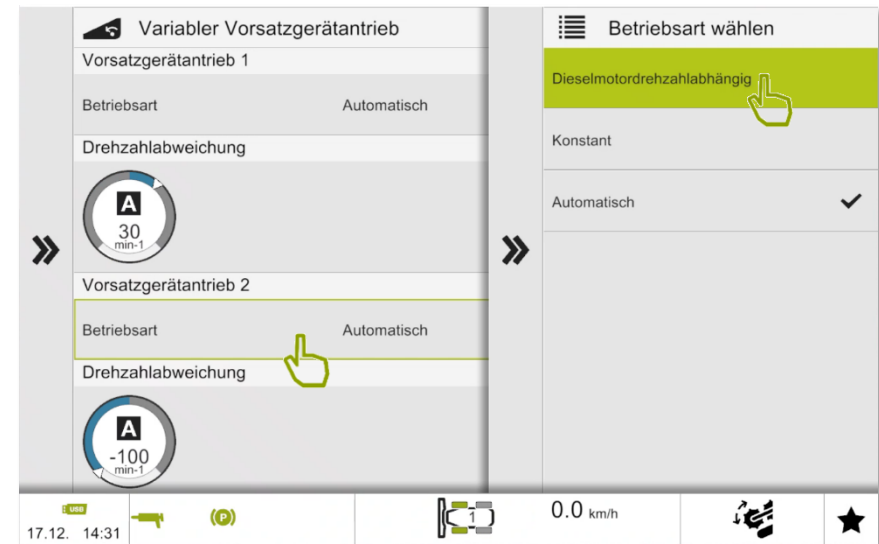 Variabler Vorsatzgerätantrieb
Vorsatzgerätantrieb 1
Betriebsart Automatisch
Drehzahlabweichung
A
30
min-1
Vorsatzgerätantrieb 2
Betriebsart Automatisch
Drehzahlabweichung
A
-100
min-1
Betriebsart wählen
Dieselmotordrehzahlabhängig
Konstant
Automatisch
USB
17.12. 14:31
(P)
1
0.0 km/h